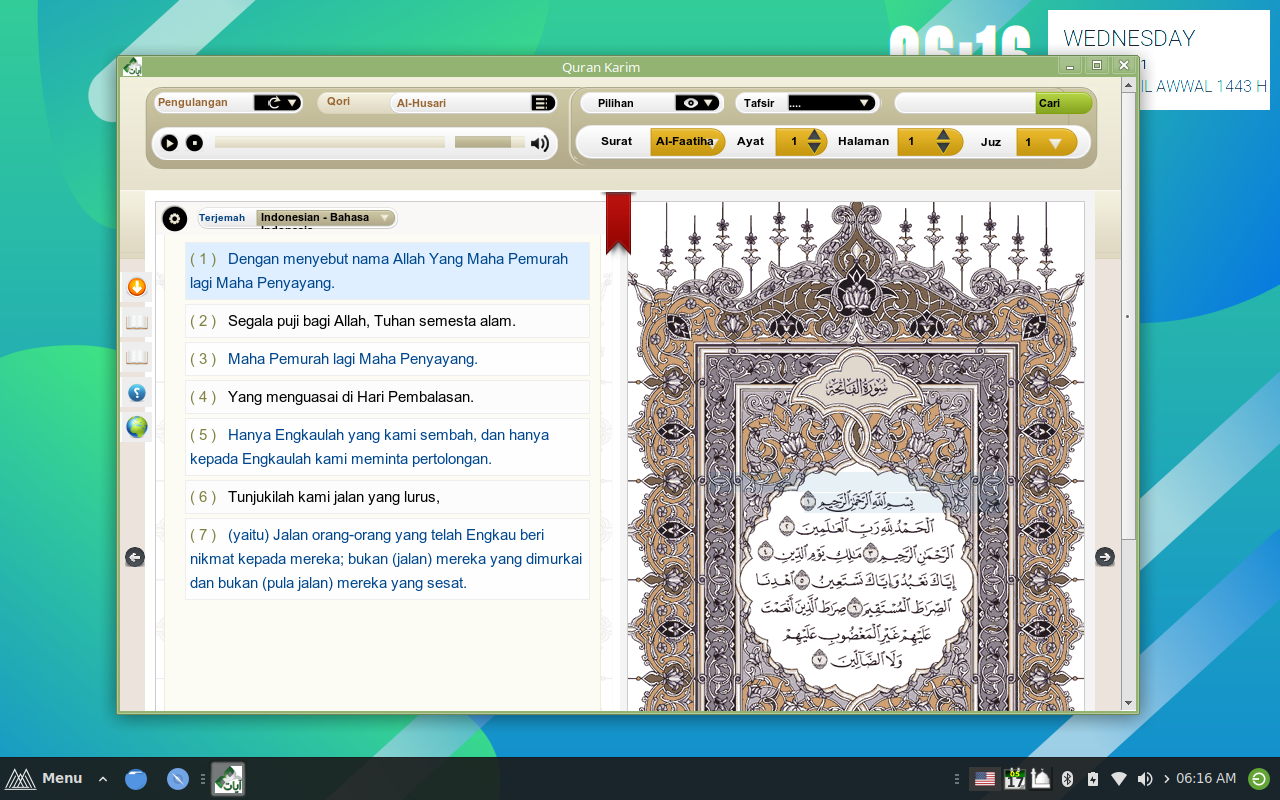 06:16
WEDNESDAY
1
IL AWWAL 1443 H
Quran Karim
Pengulangan
Qori
Al-Husari
Pilihan
Tafsir
....
Cari
Surat
Al-Faatiha
Ayat
1
Halaman
1
Juz
1
Terjemah
Indonesian - Bahasa
Indonesia
( 1 ) Dengan menyebut nama Allah Yang Maha Pemurah
lagi Maha Penyayang.
( 2 ) Segala puji bagi Allah, Tuhan semesta alam.
( 3 ) Maha Pemurah lagi Maha Penyayang.
( 4 ) Yang menguasai di Hari Pembalasan.
( 5 ) Hanya Engkaulah yang kami sembah, dan hanya
kepada Engkaulah kami meminta pertolongan.
( 6 ) Tunjukilah kami jalan yang lurus,
( 7 ) (yaitu) Jalan orang-orang yang telah Engkau beri
nikmat kepada mereka; bukan (jalan) mereka yang dimurkai
dan bukan (pula jalan) mereka yang sesat.
سُورَةُ الْفَاتِحَةِ
بِسْمِ اللَّهِ الرَّحْمَٰنِ الرَّحِيمِ ١
الْحَمْدُ لِلَّهِ رَبِّ الْعَٰلَمِينَ ٢
الرَّحْمَٰنِ الرَّحِيمِ ٣ مَٰلِكِ يَوْمِ الدِّينِ ٤
إِيَّاكَ نَعْبُدُ وَإِيَّاكَ نَسْتَعِينُ ٥ اهْدِنَا
الصِّرَٰطَ الْمُسْتَقِيمَ ٦ صِرَٰطَ الَّذِينَ أَنْعَمْتَ
عَلَيْهِمْ غَيْرِ الْمَغْضُوبِ عَلَيْهِمْ
وَلَا الضَّالِّينَ ٧
Menu
آيات
05
17
06:16 AM